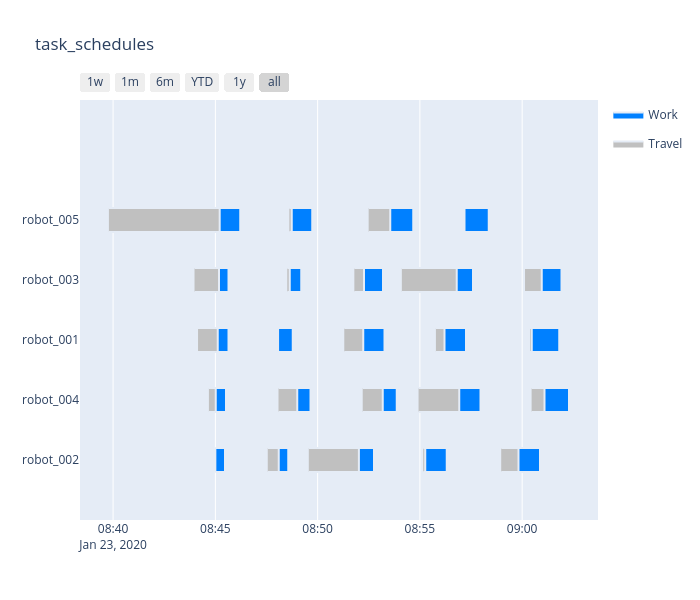 task_schedules
1w 1m 6m YTD 1y all
Work
Travel
robot_005
robot_003
robot_001
robot_004
robot_002
08:40 08:45 08:50 08:55 09:00
Jan 23, 2020